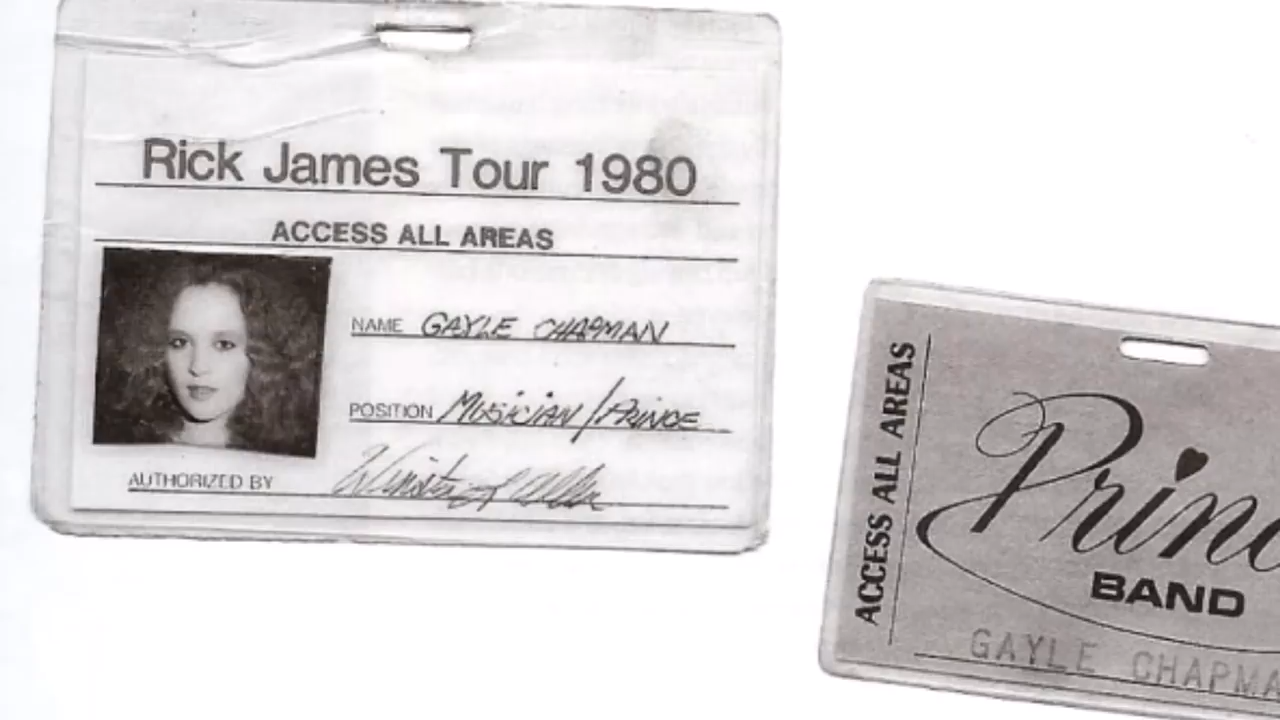 Rick James Tour 1980
ACCESS ALL AREAS
NAME GAYLE CHAPMAN
POSITION MUSICIAN/PRINCE
AUTHORIZED BY
ACCESS ALL AREAS
Princ
BAND
GAYLE CHAPMA